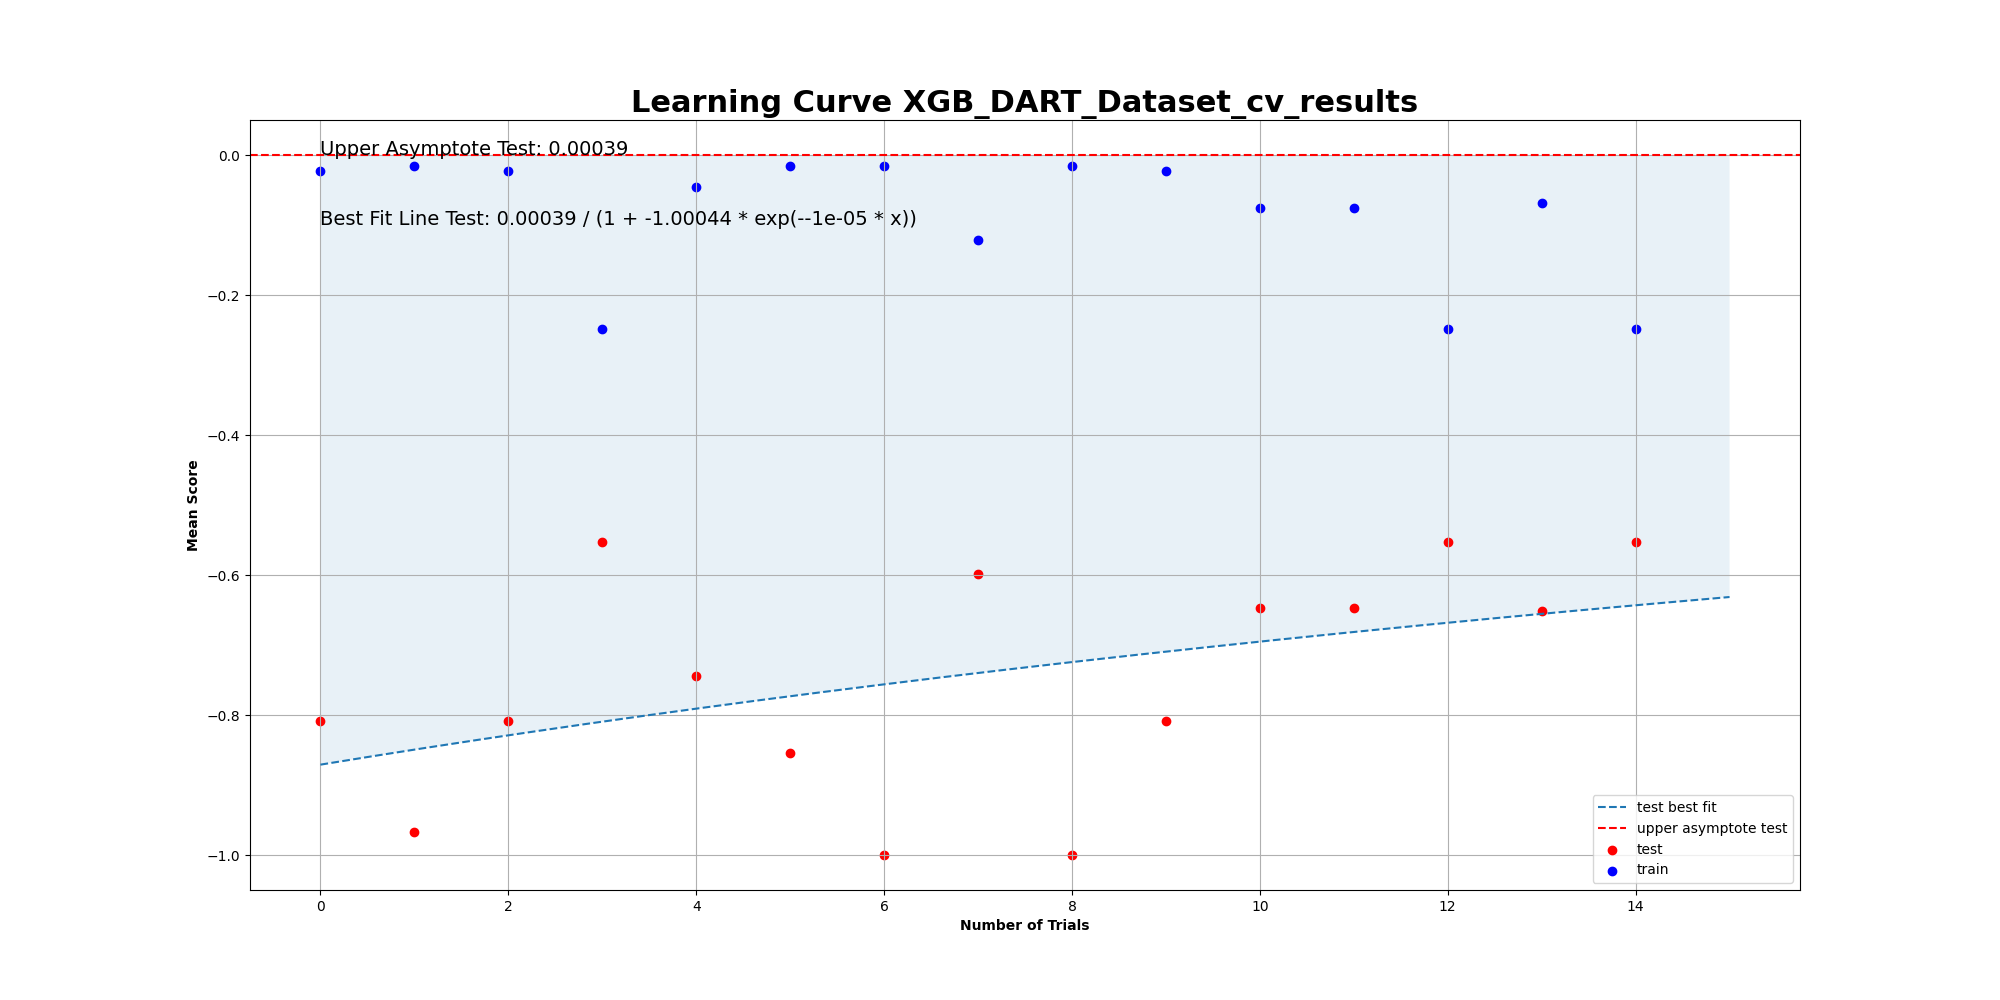 Learning Curve XGB_DART_Dataset_cv_results
Upper Asymptote Test: 0.00039
Best Fit Line Test: 0.00039 / (1 + -1.00044 * exp(--1e-05 * x))
Mean Score
0.0
−0.2
−0.4
−0.6
−0.8
−1.0
test best fit
upper asymptote test
test
train
0 2 4 6 8 10 12 14
Number of Trials